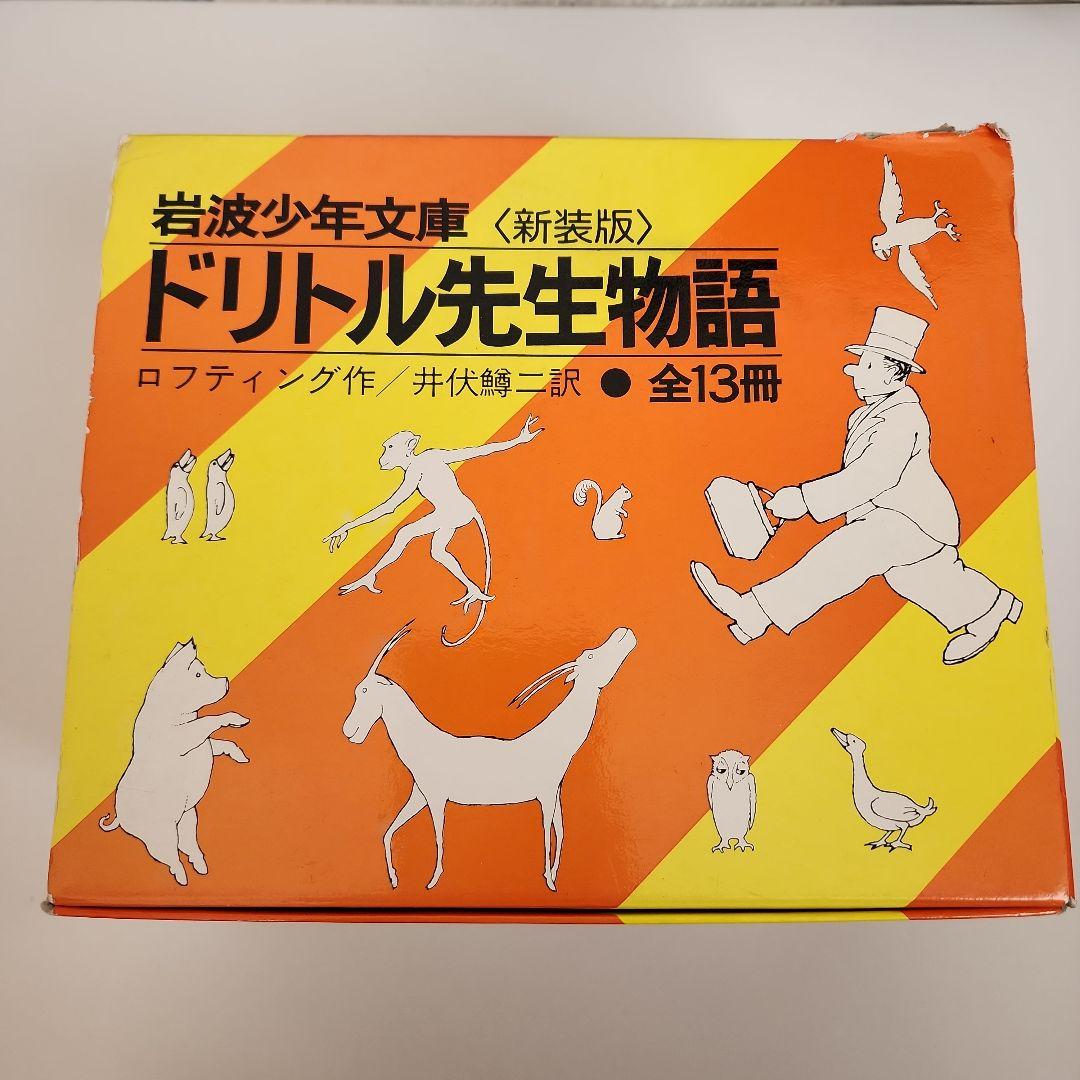 岩波少年文庫〈新装版〉
ドリトル先生物語
ロフティング作／井伏鱒二訳●全13冊